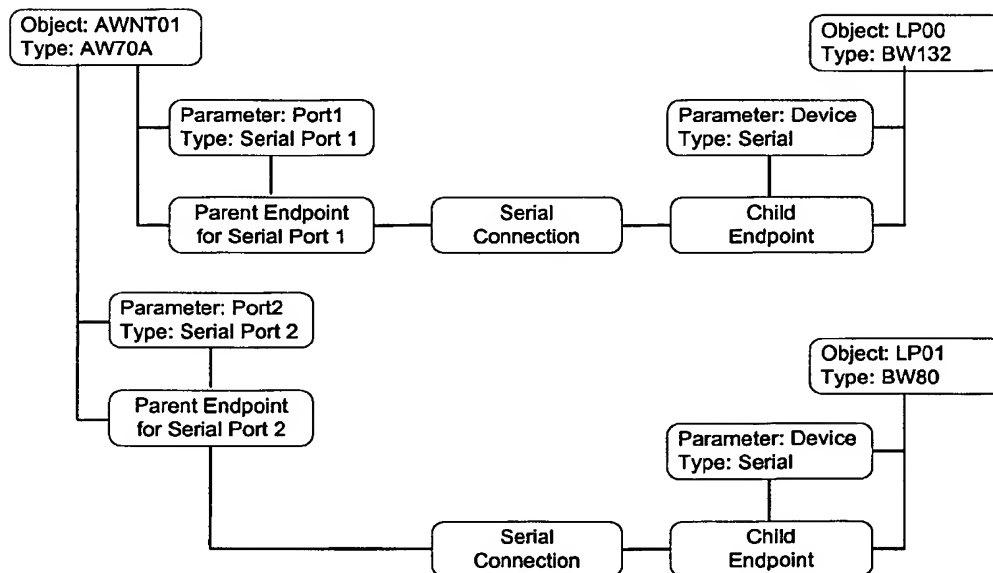 Object: AWNT01
Type: AW70A
Object: LP00
Type: BW132
Parameter: Port1
Type: Serial Port 1
Parameter: Device
Type: Serial
Parent Endpoint
for Serial Port 1
Serial
Connection
Child
Endpoint
Parameter: Port2
Type: Serial Port 2
Object: LP01
Type: BW80
Parent Endpoint
for Serial Port 2
Parameter: Device
Type: Serial
Serial
Connection
Child
Endpoint